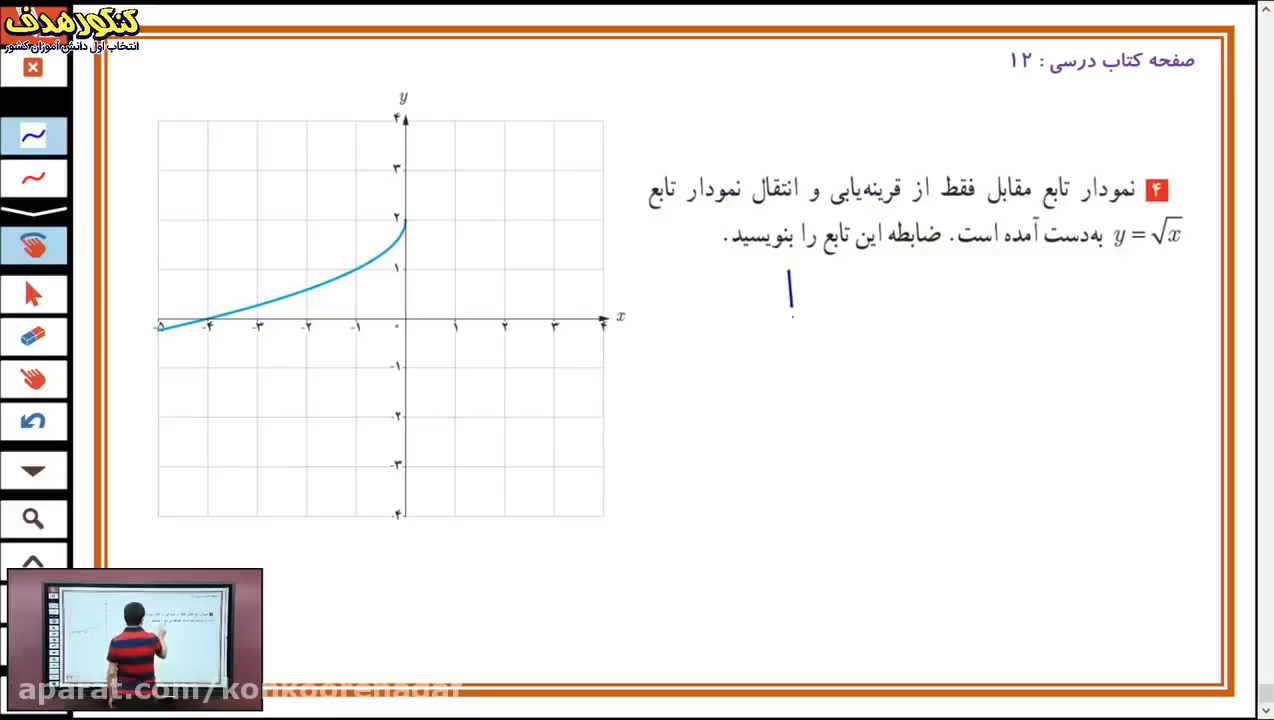 کنکور هدف
انتخاب اول دانش آموزان کشور
صفحه کتاب درسی : ۱۲
۴ نمودار تابع مقابل فقط از قرینه‌یابی و انتقال نمودار تابع
y = √x به‌دست آمده است. ضابطه این تابع را بنویسید.
y
۴
۳
۲
۱
-۵ -۴ -۳ -۲ -۱ ۰ ۱ ۲ ۳ ۴ x
-۱
-۲
-۳
-۴
aparat.com/konkoorehadaf